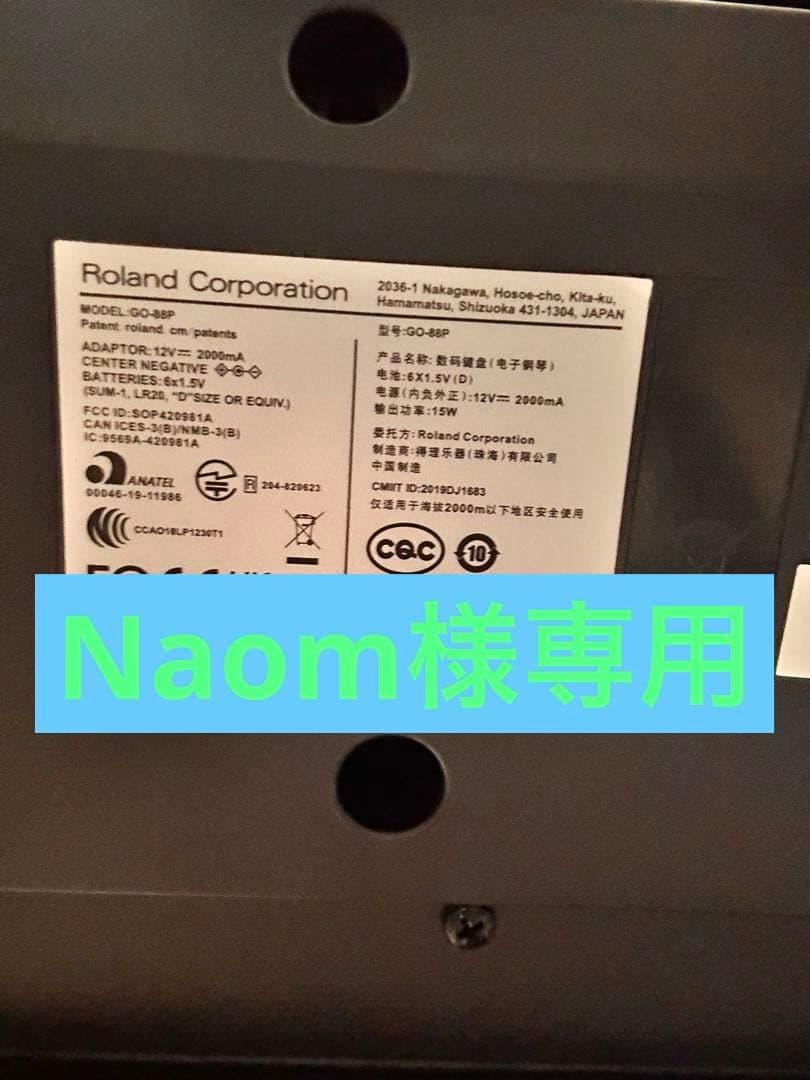 Roland Corporation
2036-1 Nakagawa, Hosoe-cho, Kita-ku,
Hamamatsu, Shizuoka 431-1304, JAPAN
MODEL:GO-88P
Patent: roland.cm/patents
ADAPTOR:12V⎓ 2000mA
CENTER NEGATIVE
BATTERIES:6x1.5V
(SUM-1, LR20, "D"SIZE OR EQUIV.)
FCC ID:SOP420981A
CAN ICES-3(B)/NMB-3(B)
IC:9569A-420981A
ANATEL
00046-19-11986
R 204-820623
CCAO18LP1230T1
型号:GO-88P
产品名称: 数码键盘(电子鋼琴)
电池:6X1.5V(D)
电源(内负外正):12V⎓ 2000mA
输出功率:15W
委托方:Roland Corporation
制造商:得理乐器(珠海)有限公司
中国制造
CMIIT ID:2019DJ1683
仅适用于海拔2000m以下地区安全使用
CQC
10
Naom様専用